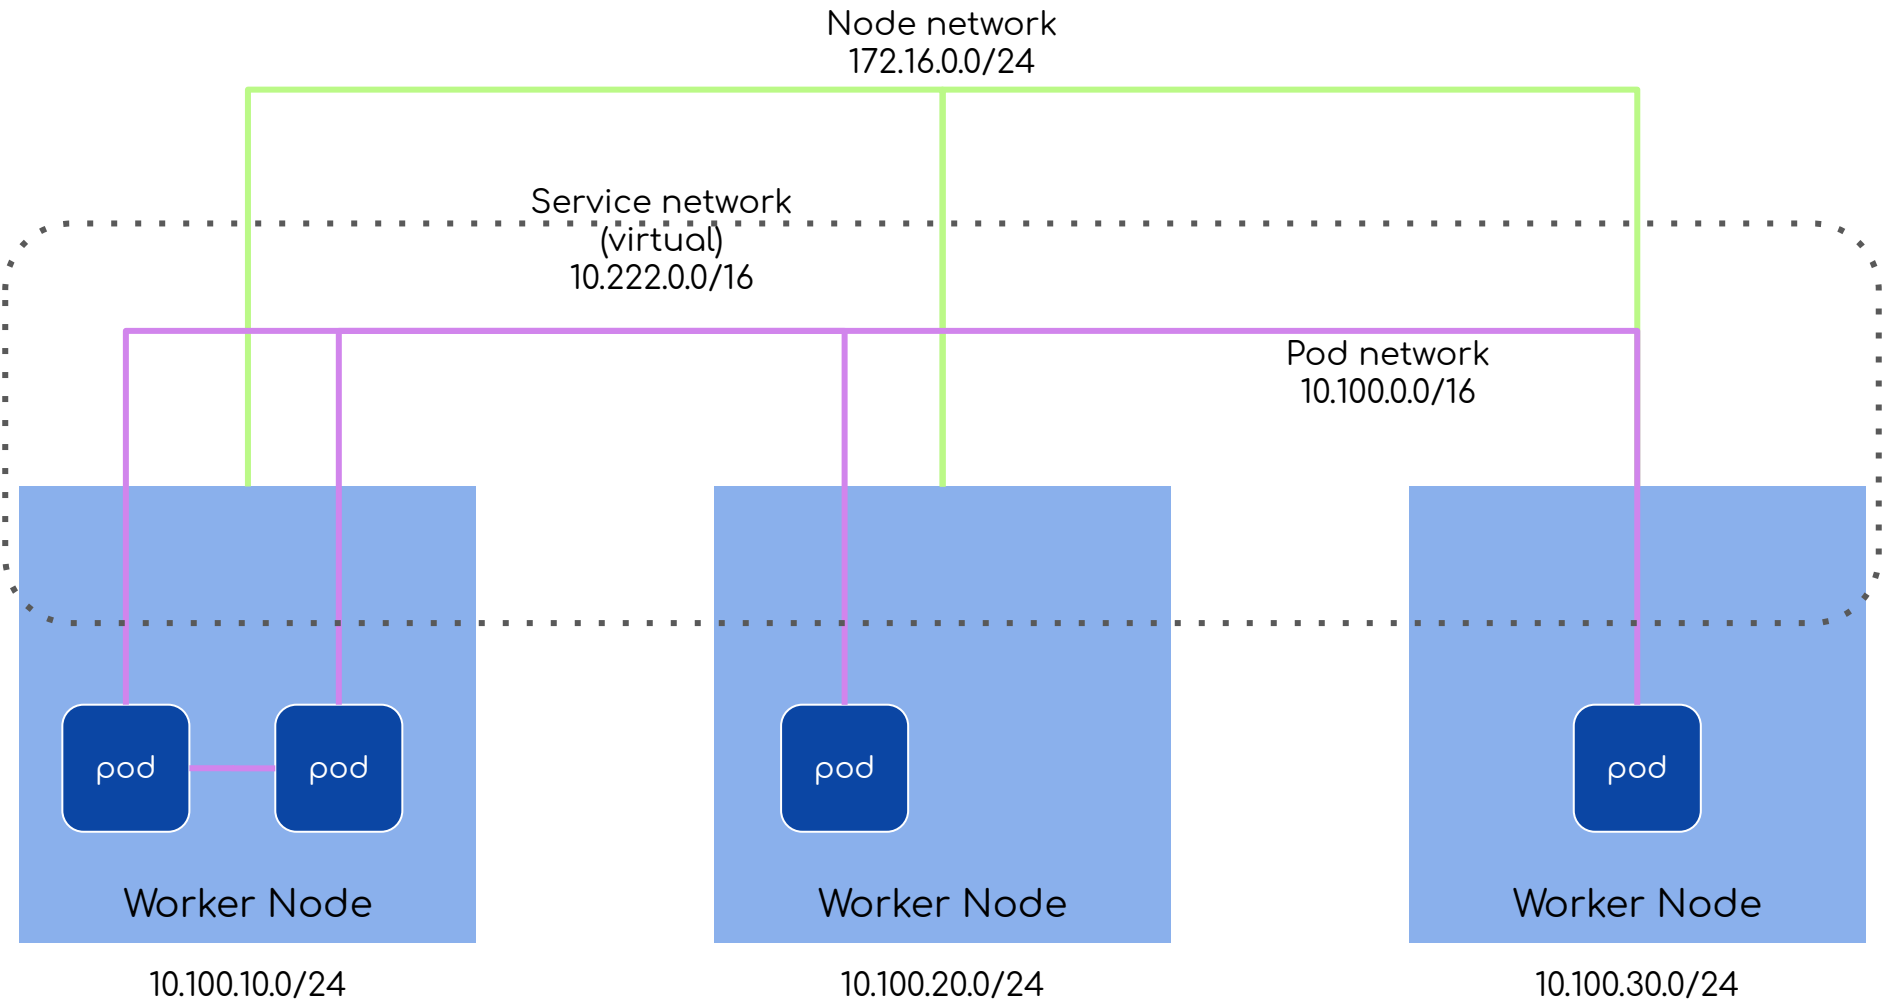 Node network
172.16.0.0/24
Service network
(virtual)
10.222.0.0/16
Pod network
10.100.0.0/16
pod
pod
pod
pod
Worker Node
Worker Node
Worker Node
10.100.10.0/24
10.100.20.0/24
10.100.30.0/24